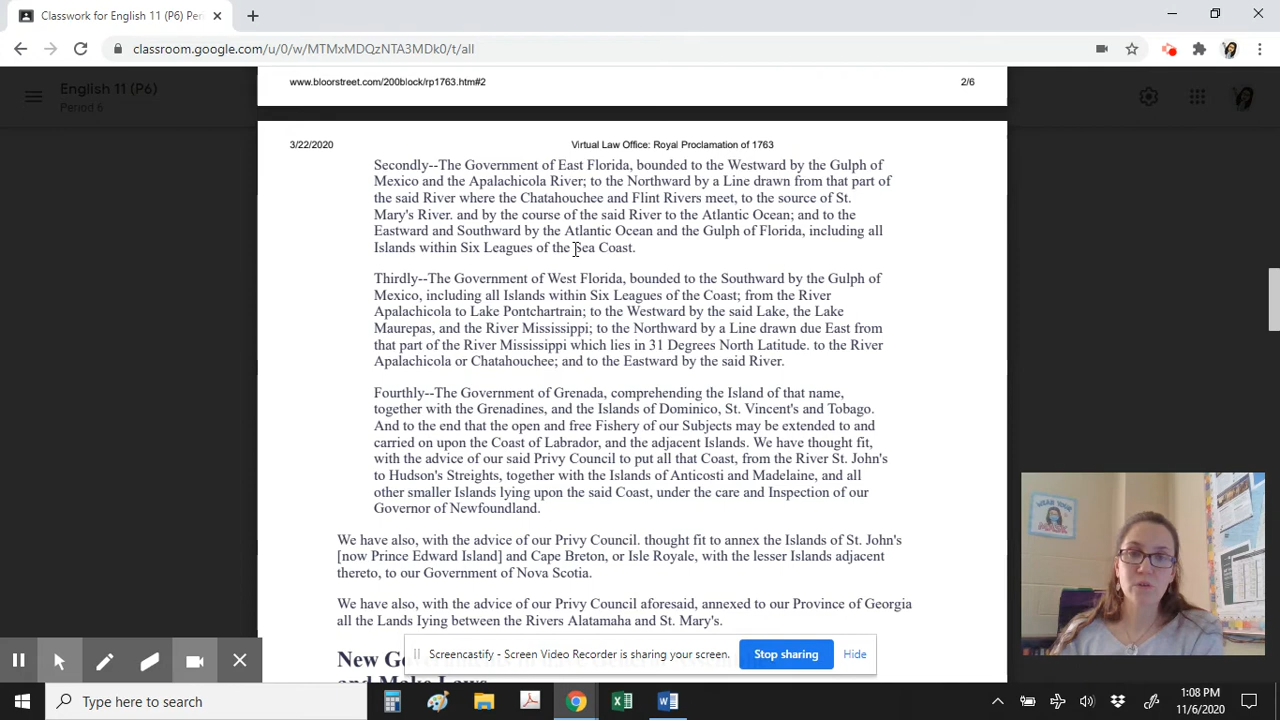 Classwork for English 11 (P6) Peri
classroom.google.com/u/0/w/MTMxMDQzNTA3MDk0/t/all
English 11 (P6)
Period 6
www.bloorstreet.com/200block/rp1763.htm#2
2/6
3/22/2020
Virtual Law Office: Royal Proclamation of 1763
Secondly--The Government of East Florida, bounded to the Westward by the Gulph of
Mexico and the Apalachicola River; to the Northward by a Line drawn from that part of
the said River where the Chatahouchee and Flint Rivers meet, to the source of St.
Mary's River. and by the course of the said River to the Atlantic Ocean; and to the
Eastward and Southward by the Atlantic Ocean and the Gulph of Florida, including all
Islands within Six Leagues of the Sea Coast.
Thirdly--The Government of West Florida, bounded to the Southward by the Gulph of
Mexico, including all Islands within Six Leagues of the Coast; from the River
Apalachicola to Lake Pontchartrain; to the Westward by the said Lake, the Lake
Maurepas, and the River Mississippi; to the Northward by a Line drawn due East from
that part of the River Mississippi which lies in 31 Degrees North Latitude. to the River
Apalachicola or Chatahouchee; and to the Eastward by the said River.
Fourthly--The Government of Grenada, comprehending the Island of that name,
together with the Grenadines, and the Islands of Dominico, St. Vincent's and Tobago.
And to the end that the open and free Fishery of our Subjects may be extended to and
carried on upon the Coast of Labrador, and the adjacent Islands. We have thought fit,
with the advice of our said Privy Council to put all that Coast, from the River St. John's
to Hudson's Streights, together with the Islands of Anticosti and Madelaine, and all
other smaller Islands lying upon the said Coast, under the care and Inspection of our
Governor of Newfoundland.
We have also, with the advice of our Privy Council. thought fit to annex the Islands of St. John's
[now Prince Edward Island] and Cape Breton, or Isle Royale, with the lesser Islands adjacent
thereto, to our Government of Nova Scotia.
We have also, with the advice of our Privy Council aforesaid, annexed to our Province of Georgia
all the Lands Iying between the Rivers Alatamaha and St. Mary's.
New
and Make Laws
Screencastify - Screen Video Recorder is sharing your screen.
Stop sharing
Hide
WEAR YOUR
MASK
Type here to search
1:08 PM
11/6/2020